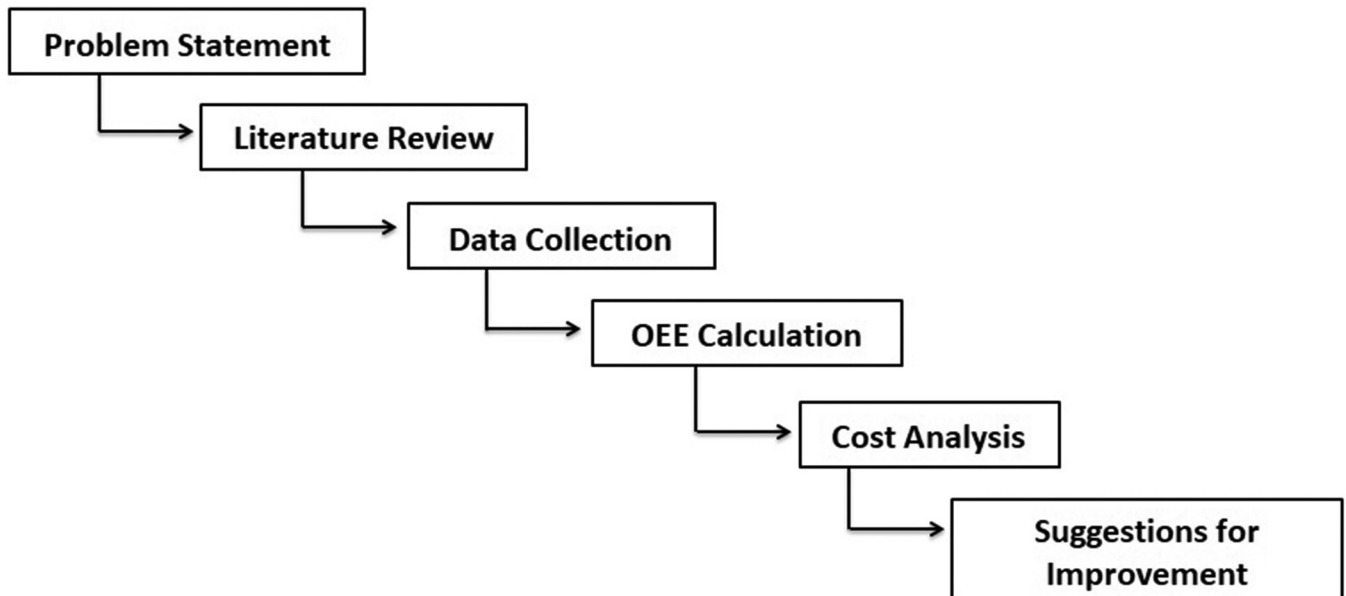 Problem Statement
Literature Review
Data Collection
OEE Calculation
Cost Analysis
Suggestions for
Improvement